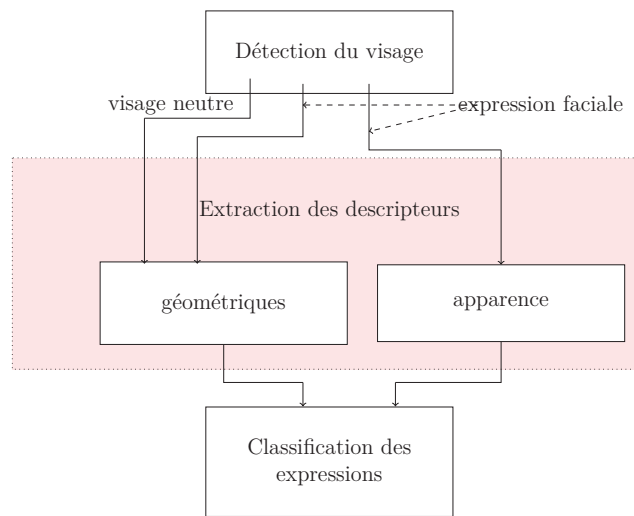 Détection du visage
visage neutre
expression faciale
Extraction des descripteurs
géométriques
apparence
Classification des
expressions